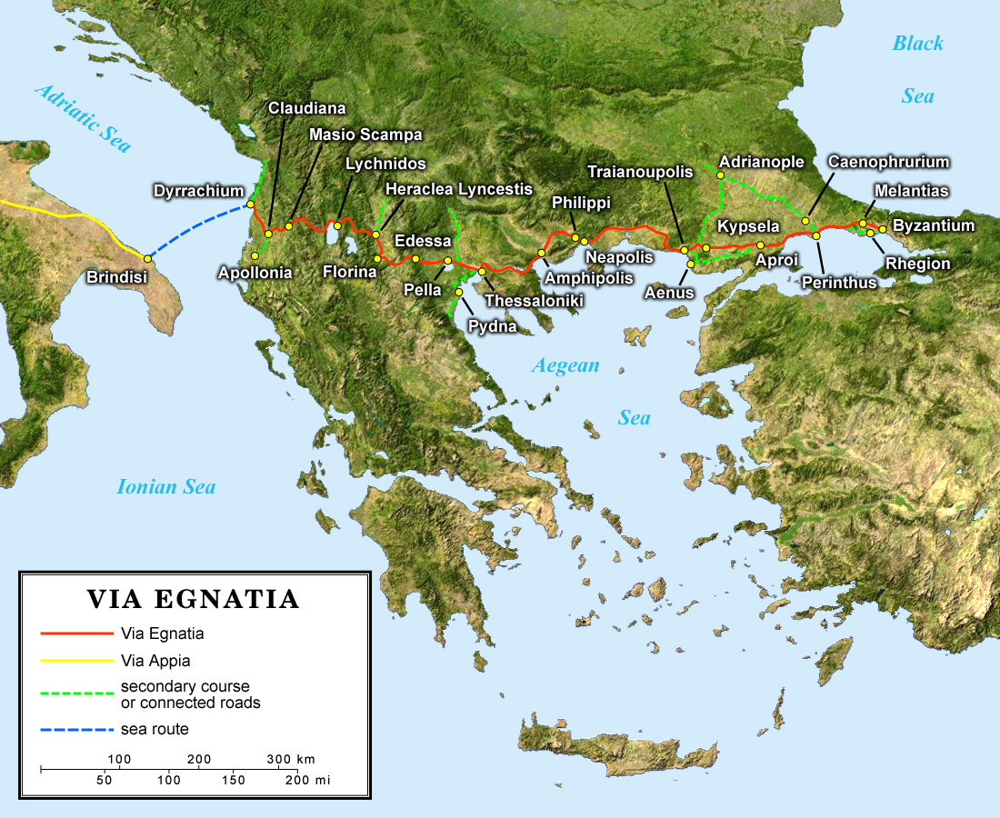 Black
Sea
Adriatic Sea
Claudiana
Masio Scampa
Lychnidos
Heraclea Lyncestis
Dyrrachium
Traianoupolis
Adrianople
Caenophrurium
Melantias
Philippi
Byzantium
Kypsela
Edessa
Neapolis
Rhegion
Brindisi
Apollonia
Florina
Amphipolis
Aproi
Perinthus
Pella
Thessaloniki
Aenus
Pydna
Aegean
Sea
Ionian Sea
VIA EGNATIA
Via Egnatia
Via Appia
secondary course
or connected roads
sea route
100 200 300 km
50 100 150 200 mi